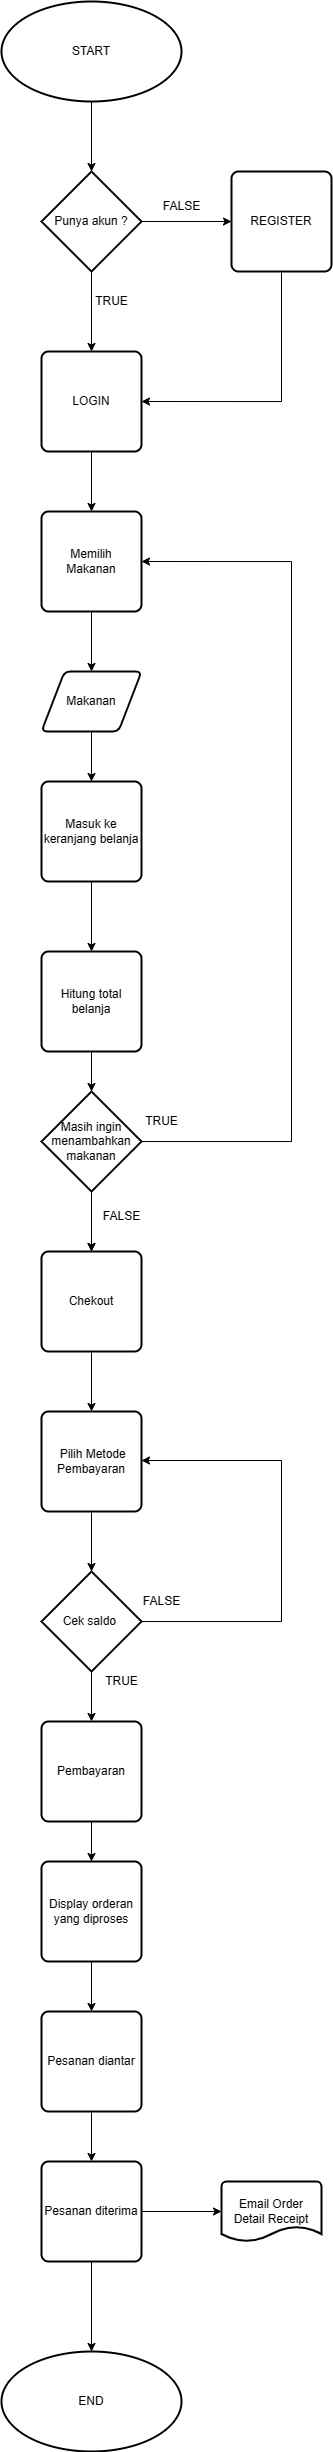 START
Punya akun ?
FALSE
REGISTER
TRUE
LOGIN
Memilih
Makanan
Makanan
Masuk ke
keranjang belanja
Hitung total
belanja
Masih ingin
menambahkan
makanan
TRUE
FALSE
Chekout
Pilih Metode
Pembayaran
Cek saldo
FALSE
TRUE
Pembayaran
Display orderan
yang diproses
Pesanan diantar
Pesanan diterima
Email Order
Detail Receipt
END